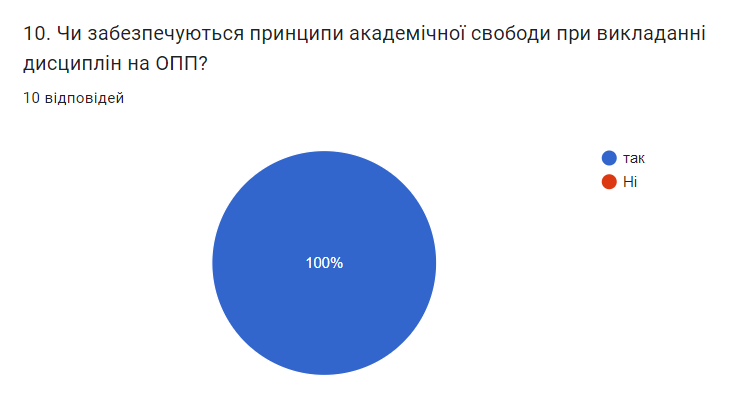 10. Чи забезпечуються принципи академічної свободи при викладанні
дисциплін на ОПП?
10 відповідей
так
Ні
100%